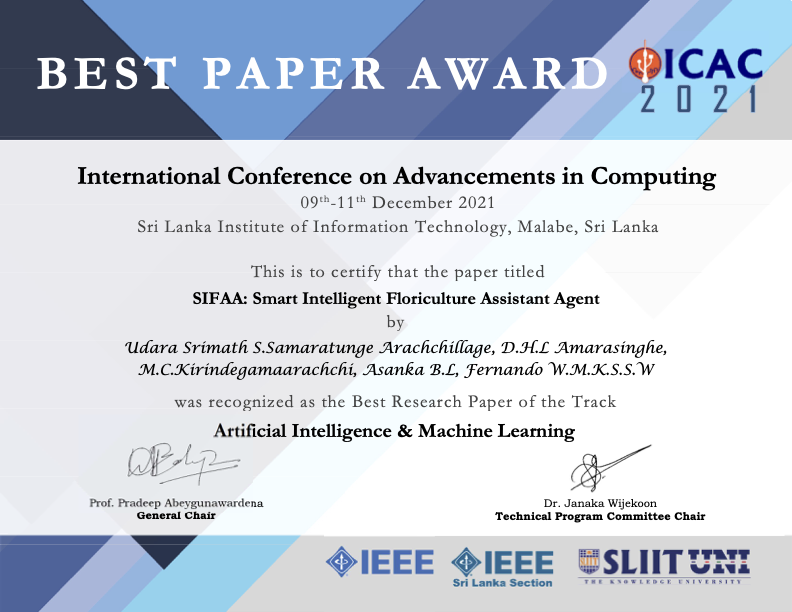 BEST PAPER AWARD
ICAC
2021
International Conference on Advancements in Computing
09th-11th December 2021
Sri Lanka Institute of Information Technology, Malabe, Sri Lanka
This is to certify that the paper titled
SIFAA: Smart Intelligent Floriculture Assistant Agent
by
Udara Srimath S.Samaratunge Arachchillage, D.H.L Amarasinghe,
M.C.Kirindegamaarachchi, Asanka B.L, Fernando W.M.K.S.S.W
was recognized as the Best Research Paper of the Track
Artificial Intelligence & Machine Learning
Prof. Pradeep Abeygunawardena
General Chair
Dr. Janaka Wijekoon
Technical Program Committee Chair
IEEE
IEEE
Sri Lanka Section
SLIIT UNI
THE KNOWLEDGE UNIVERSITY